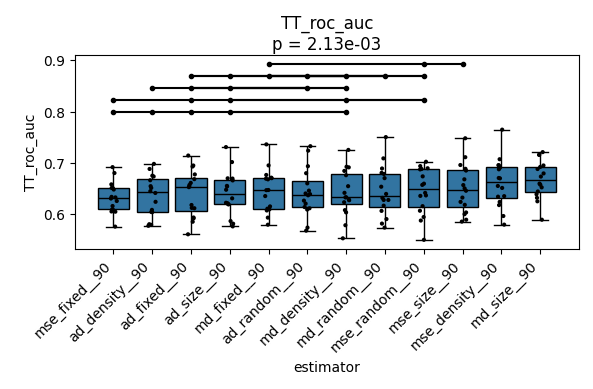 TT_roc_auc
p = 2.13e-03
TT_roc_auc
0.9
0.8
0.7
0.6
mse_fixed__90
ad_density__90
ad_fixed__90
ad_size__90
md_fixed__90
ad_random__90
md_density__90
md_random__90
mse_random__90
mse_size__90
mse_density__90
md_size__90
estimator